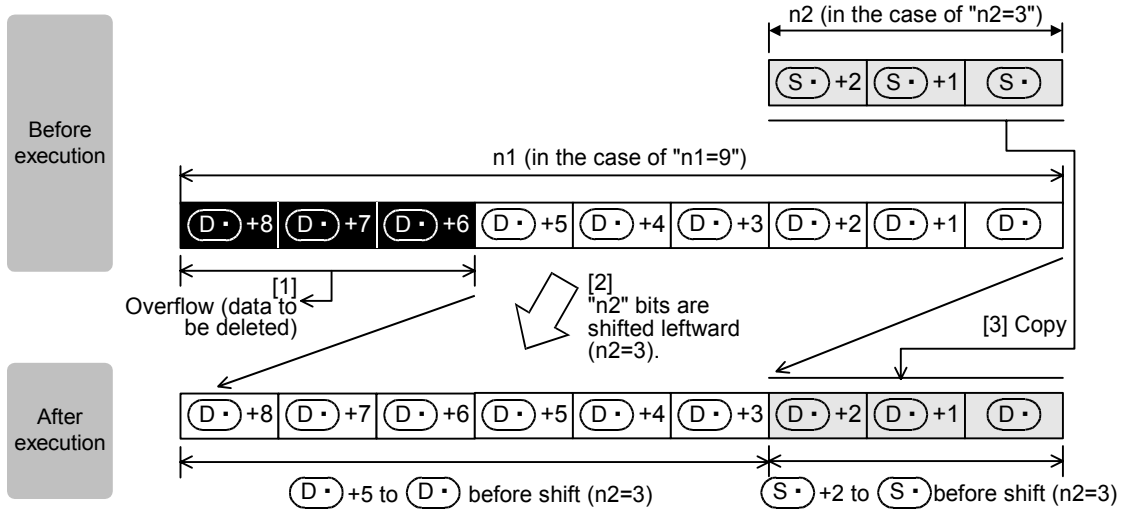 n2 (in the case of "n2=3")
S· +2 S· +1 S·
Before
execution
n1 (in the case of "n1=9")
D· +8 D· +7 D· +6 D· +5 D· +4 D· +3 D· +2 D· +1 D·
[1]
Overflow (data to
be deleted)
[2]
"n2" bits are
shifted leftward
(n2=3).
[3] Copy
After
execution
D· +8 D· +7 D· +6 D· +5 D· +4 D· +3 D· +2 D· +1 D·
D· +5 to D· before shift (n2=3)
S· +2 to S· before shift (n2=3)